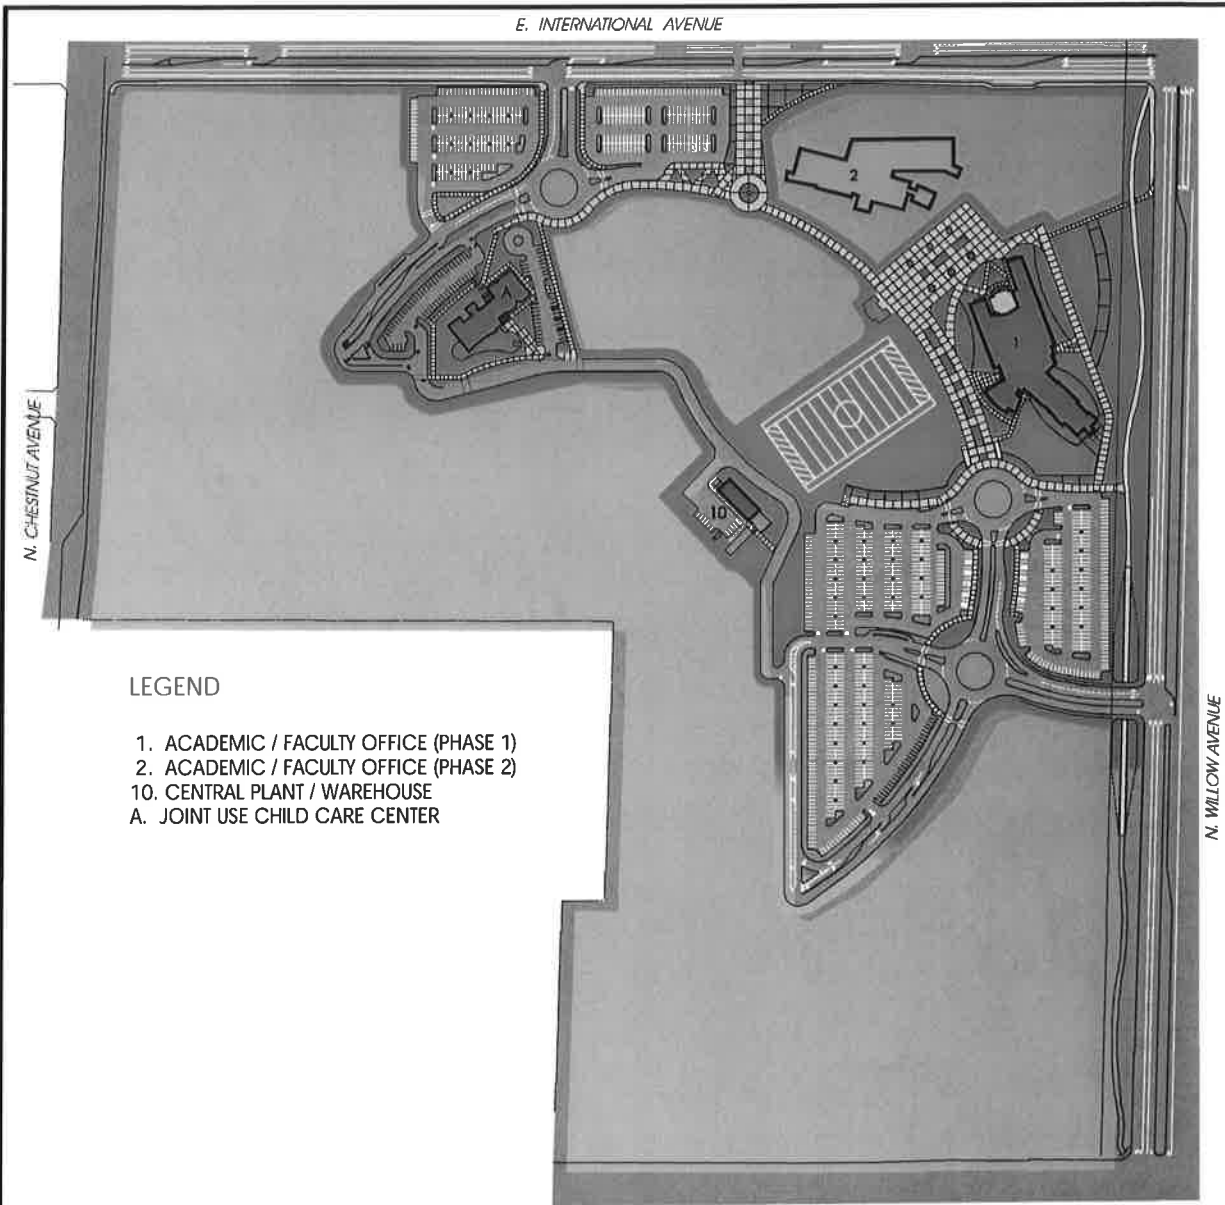 E. INTERNATIONAL AVENUE
2
A
1
N. CHESTNUT AVENUE
10
LEGEND
1. ACADEMIC / FACULTY OFFICE (PHASE 1)
2. ACADEMIC / FACULTY OFFICE (PHASE 2)
10. CENTRAL PLANT / WAREHOUSE
A. JOINT USE CHILD CARE CENTER
N. WILLOW AVENUE